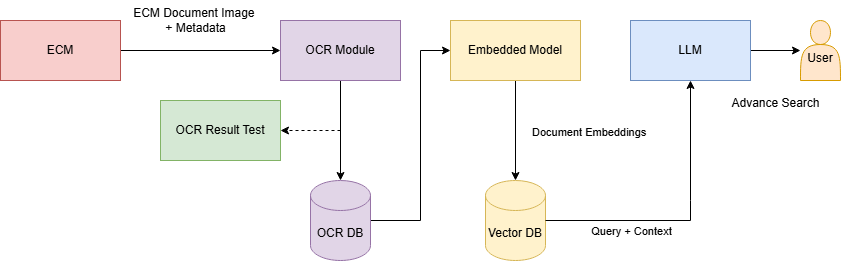 ECM Document Image
+ Metadata
ECM
OCR Module
Embedded Model
LLM
User
Advance Search
OCR Result Test
Document Embeddings
OCR DB
Vector DB
Query + Context